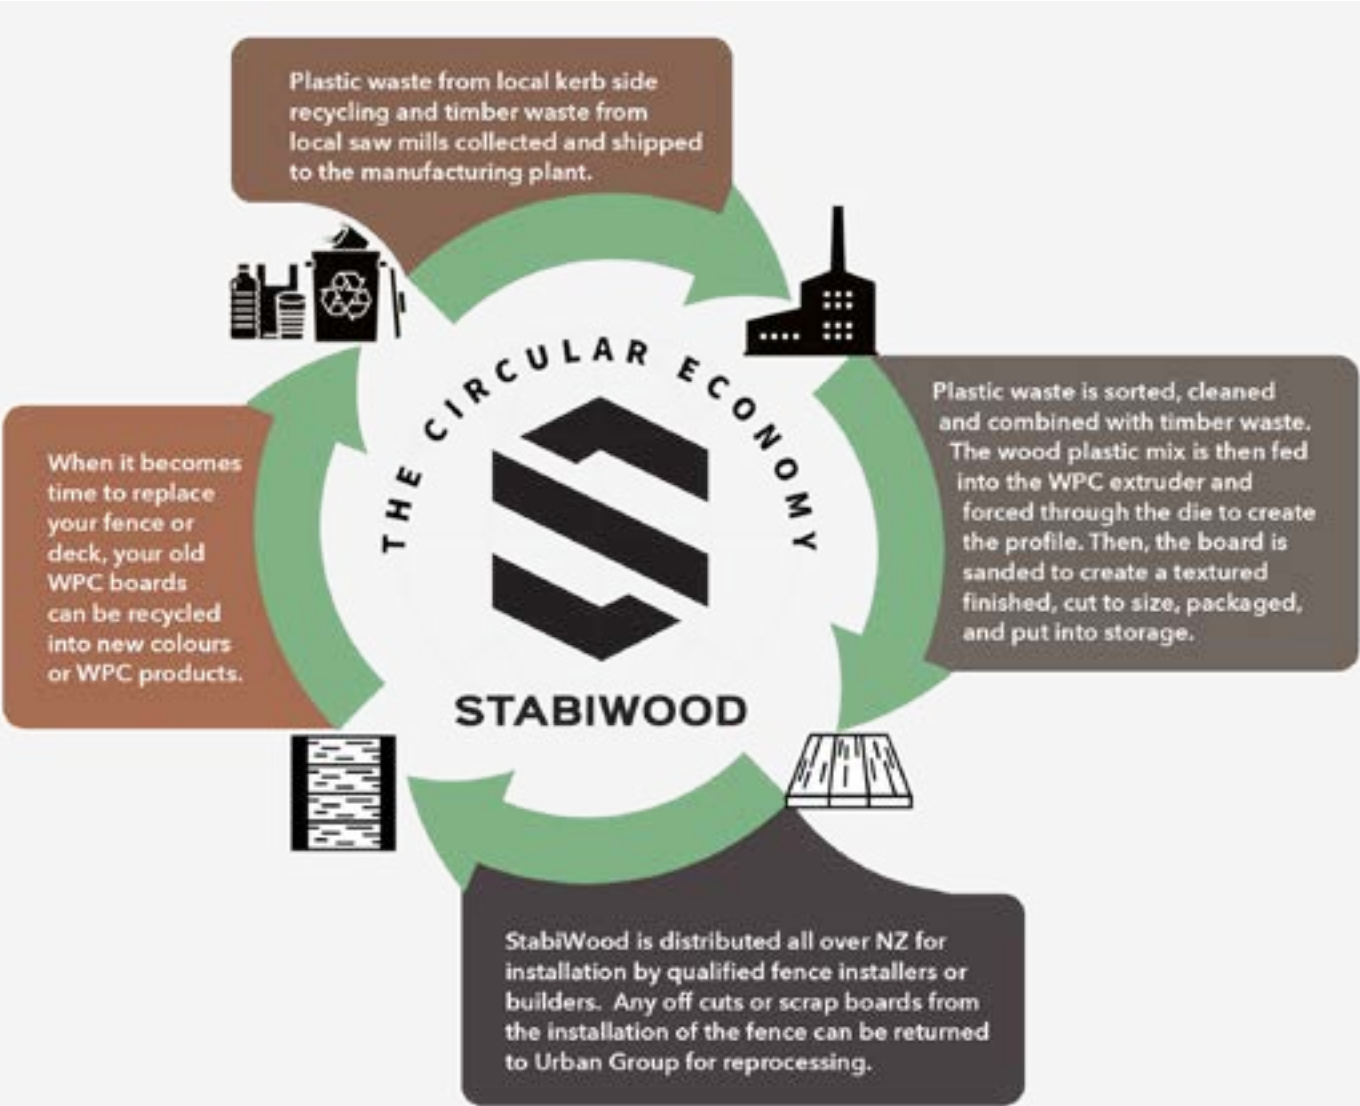 Plastic waste from local kerb side
recycling and timber waste from
local saw mills collected and shipped
to the manufacturing plant.
THE CIRCULAR ECONOMY
Plastic waste is sorted, cleaned
and combined with timber waste.
The wood plastic mix is then fed
into the WPC extruder and
forced through the die to create
the profile. Then, the board is
sanded to create a textured
finished, cut to size, packaged,
and put into storage.
When it becomes
time to replace
your fence or
deck, your old
WPC boards
can be recycled
into new colours
or WPC products.
STABIWOOD
StabiWood is distributed all over NZ for
installation by qualified fence installers or
builders. Any off cuts or scrap boards from
the installation of the fence can be returned
to Urban Group for reprocessing.